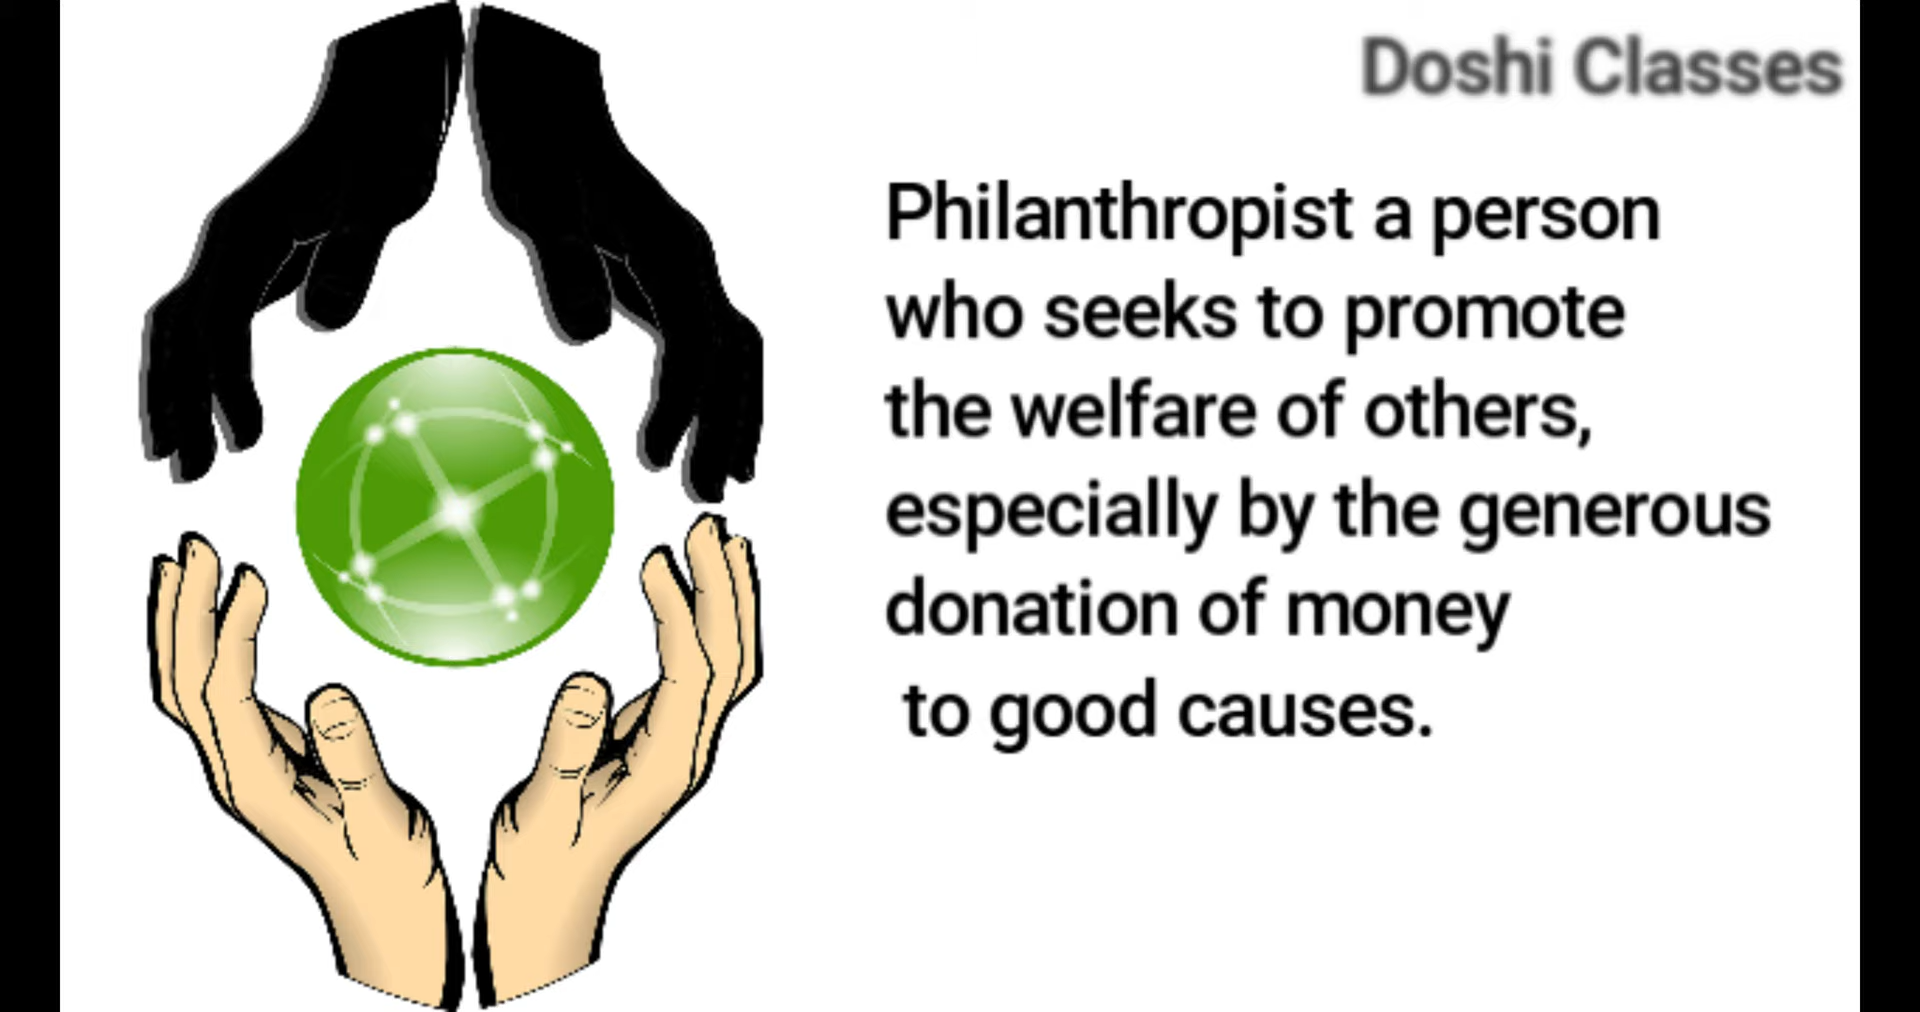 Doshi Classes
Philanthropist a person
who seeks to promote
the welfare of others,
especially by the generous
donation of money
to good causes.